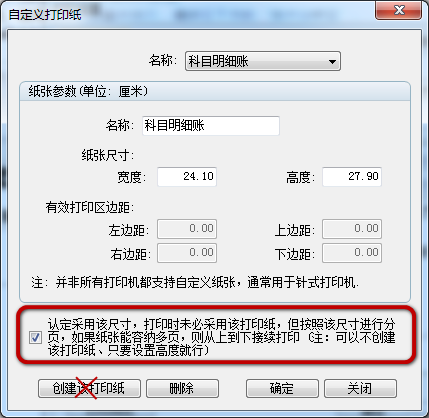 自定义打印纸
名称: 科目明细账
纸张参数(单位: 厘米)
名称: 科目明细账
纸张尺寸:
宽度: 24.10 高度: 27.90
有效打印区边距:
左边距: 0.00 上边距: 0.00
右边距: 0.00 下边距: 0.00
注: 并非所有打印机都支持自定义纸张, 通常用于针式打印机.
认定采用该尺寸, 打印时未必采用该打印纸, 但按照该尺寸进行分
页, 如果纸张能容纳多页, 则从上到下接续打印 (注: 可以不创建
该打印纸、只要设置高度就行)
创建该打印纸 删除 确定 关闭